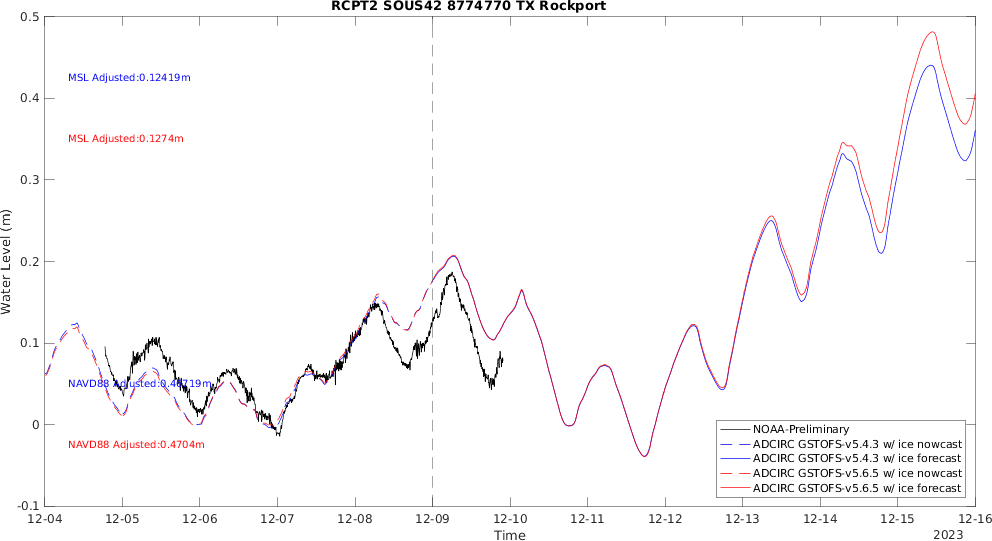 RCPT2 SOUS42 8774770 TX Rockport
0.5
MSL Adjusted:0.12419m
0.4
MSL Adjusted:0.1274m
0.3
Water Level (m)
0.2
0.1
NAVD88 Adjusted:0.46719m
0
NAVD88 Adjusted:0.4704m
NOAA-Preliminary
ADCIRC GSTOFS-v5.4.3 w/ ice nowcast
ADCIRC GSTOFS-v5.4.3 w/ ice forecast
ADCIRC GSTOFS-v5.6.5 w/ ice nowcast
ADCIRC GSTOFS-v5.6.5 w/ ice forecast
-0.1
12-04 12-05 12-06 12-07 12-08 12-09 12-10 12-11 12-12 12-13 12-14 12-15 12-16
Time
2023